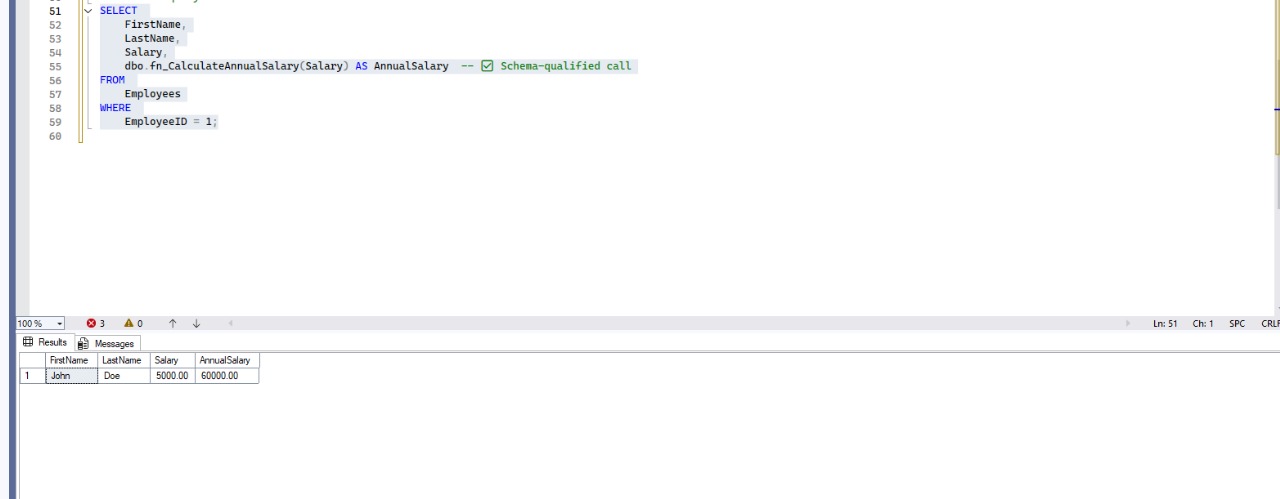 51 SELECT
52 FirstName,
53 LastName,
54 Salary,
55 dbo.fn_CalculateAnnualSalary(Salary) AS AnnualSalary -- ✅ Schema-qualified call
56 FROM
57 Employees
58 WHERE
59 EmployeeID = 1;
60
100 % 3 0 Ln: 51 Ch: 1 SPC CRLF
Results Messages
FirstName LastName Salary AnnualSalary
1 John Doe 5000.00 60000.00